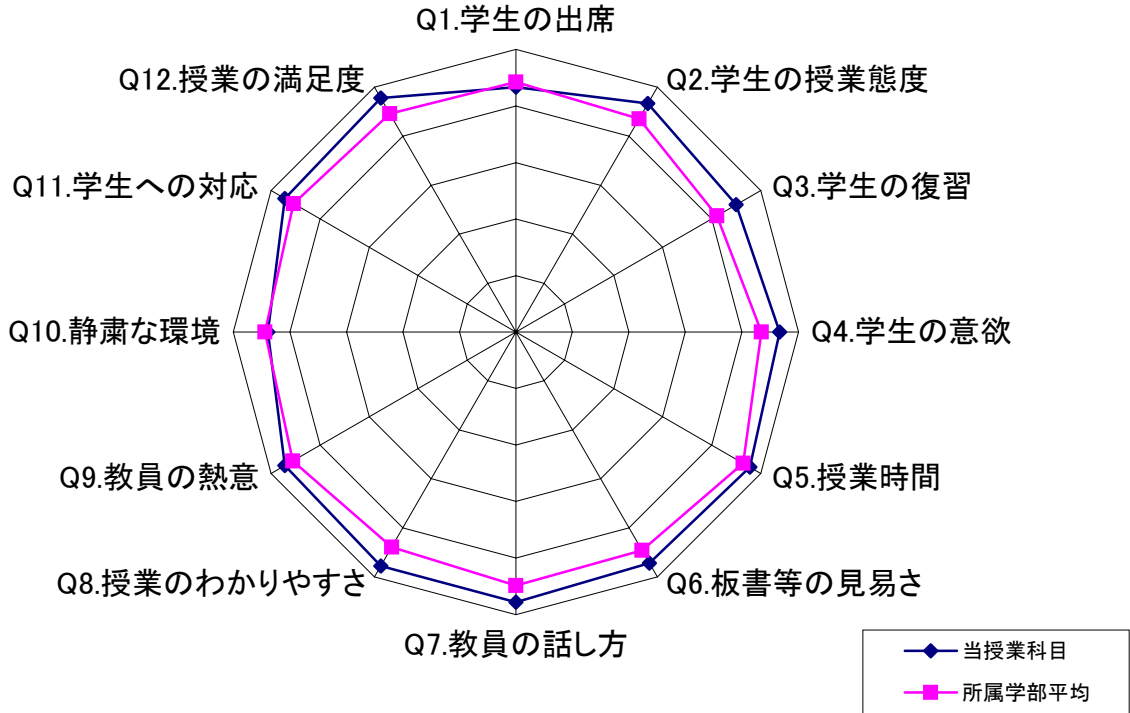 Q1.学生の出席
Q2.学生の授業態度
Q3.学生の復習
Q4.学生の意欲
Q5.授業時間
Q6.板書等の見易さ
Q7.教員の話し方
Q8.授業のわかりやすさ
Q9.教員の熱意
Q10.静粛な環境
Q11.学生への対応
Q12.授業の満足度
当授業科目
所属学部平均